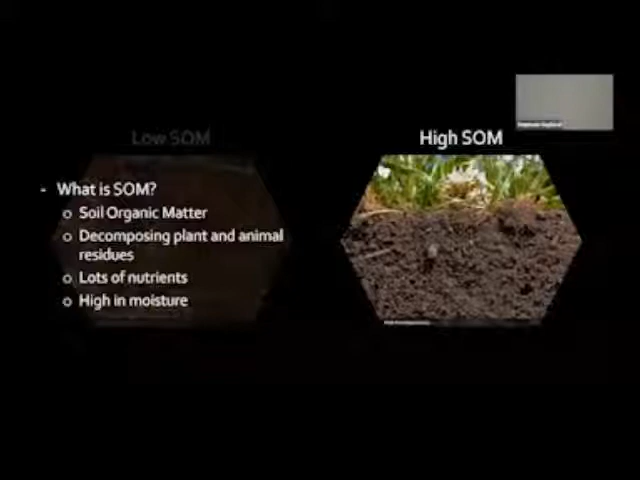 Low SOM
High SOM
- What is SOM?
o Soil Organic Matter
o Decomposing plant and animal
residues
o Lots of nutrients
o High in moisture